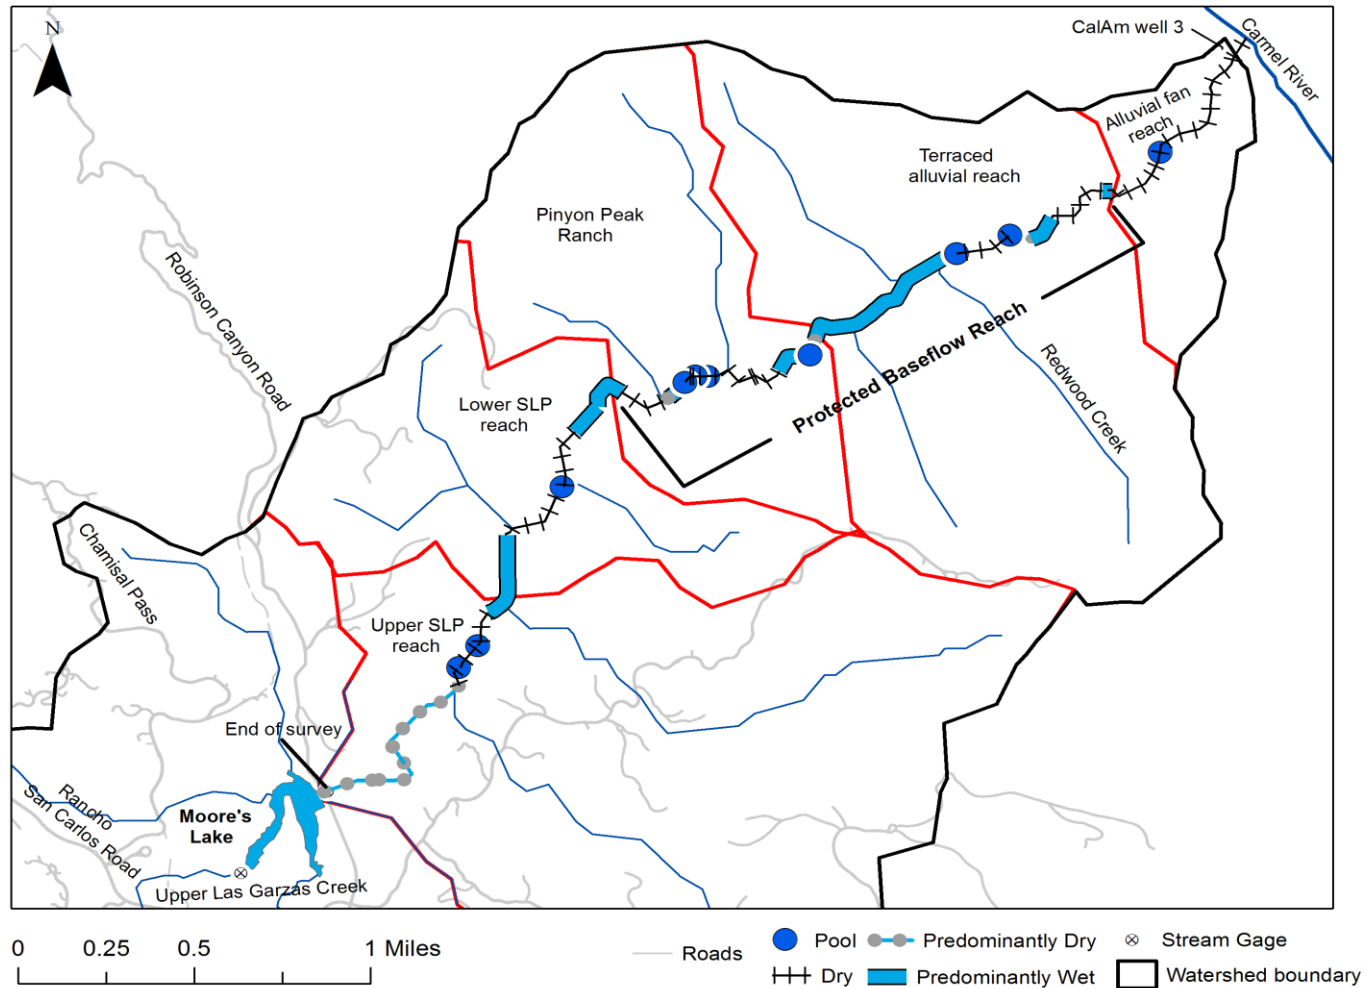 N
CalAm well 3
Carmel River
Alluvial fan
reach
Terraced
alluvial reach
Pinyon Peak
Ranch
Robinson Canyon Road
Protected Baseflow Reach
Redwood Creek
Lower SLP
reach
Chamisal Pass
Upper SLP
reach
End of survey
Rancho
San Carlos Road
Moore's
Lake
Upper Las Garzas Creek
0 0.25 0.5 1 Miles
Roads
Pool
Predominantly Dry
Stream Gage
Dry
Predominantly Wet
Watershed boundary